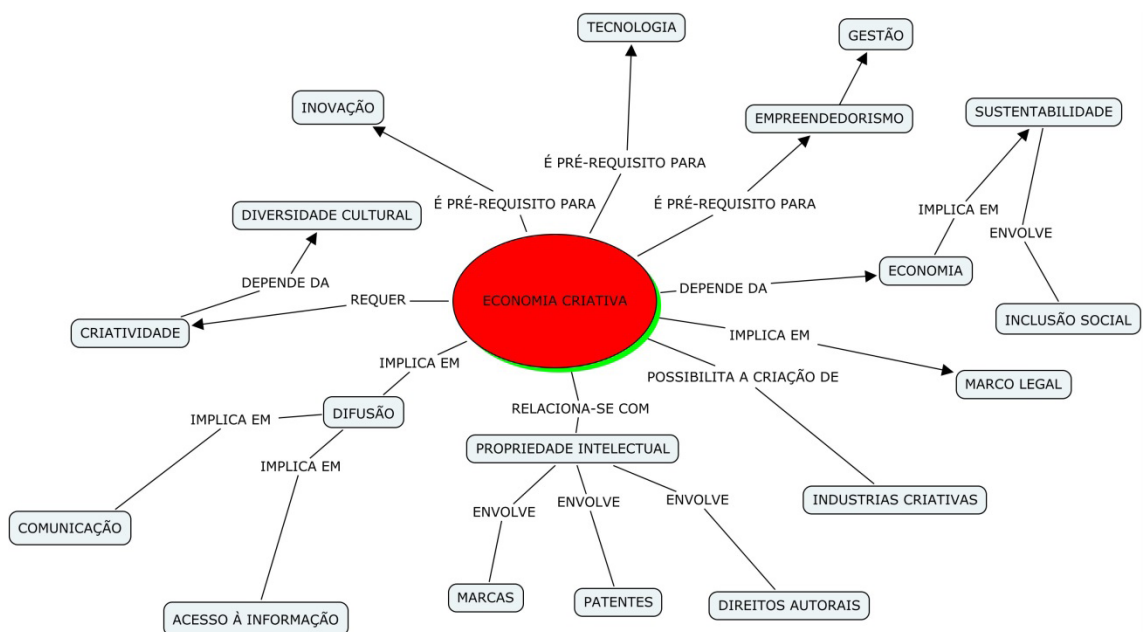 TECNOLOGIA
GESTÃO
INOVAÇÃO
EMPREENDEDORISMO
SUSTENTABILIDADE
É PRÉ-REQUISITO PARA
É PRÉ-REQUISITO PARA
É PRÉ-REQUISITO PARA
DIVERSIDADE CULTURAL
IMPLICA EM
ENVOLVE
DEPENDE DA
REQUER
ECONOMIA CRIATIVA
DEPENDE DA
ECONOMIA
CRIATIVIDADE
INCLUSÃO SOCIAL
IMPLICA EM
IMPLICA EM
POSSIBILITA A CRIAÇÃO DE
MARCO LEGAL
DIFUSÃO
IMPLICA EM
RELACIONA-SE COM
IMPLICA EM
PROPRIEDADE INTELECTUAL
INDUSTRIAS CRIATIVAS
COMUNICAÇÃO
ENVOLVE
ENVOLVE
ENVOLVE
MARCAS
PATENTES
DIREITOS AUTORAIS
ACESSO À INFORMAÇÃO